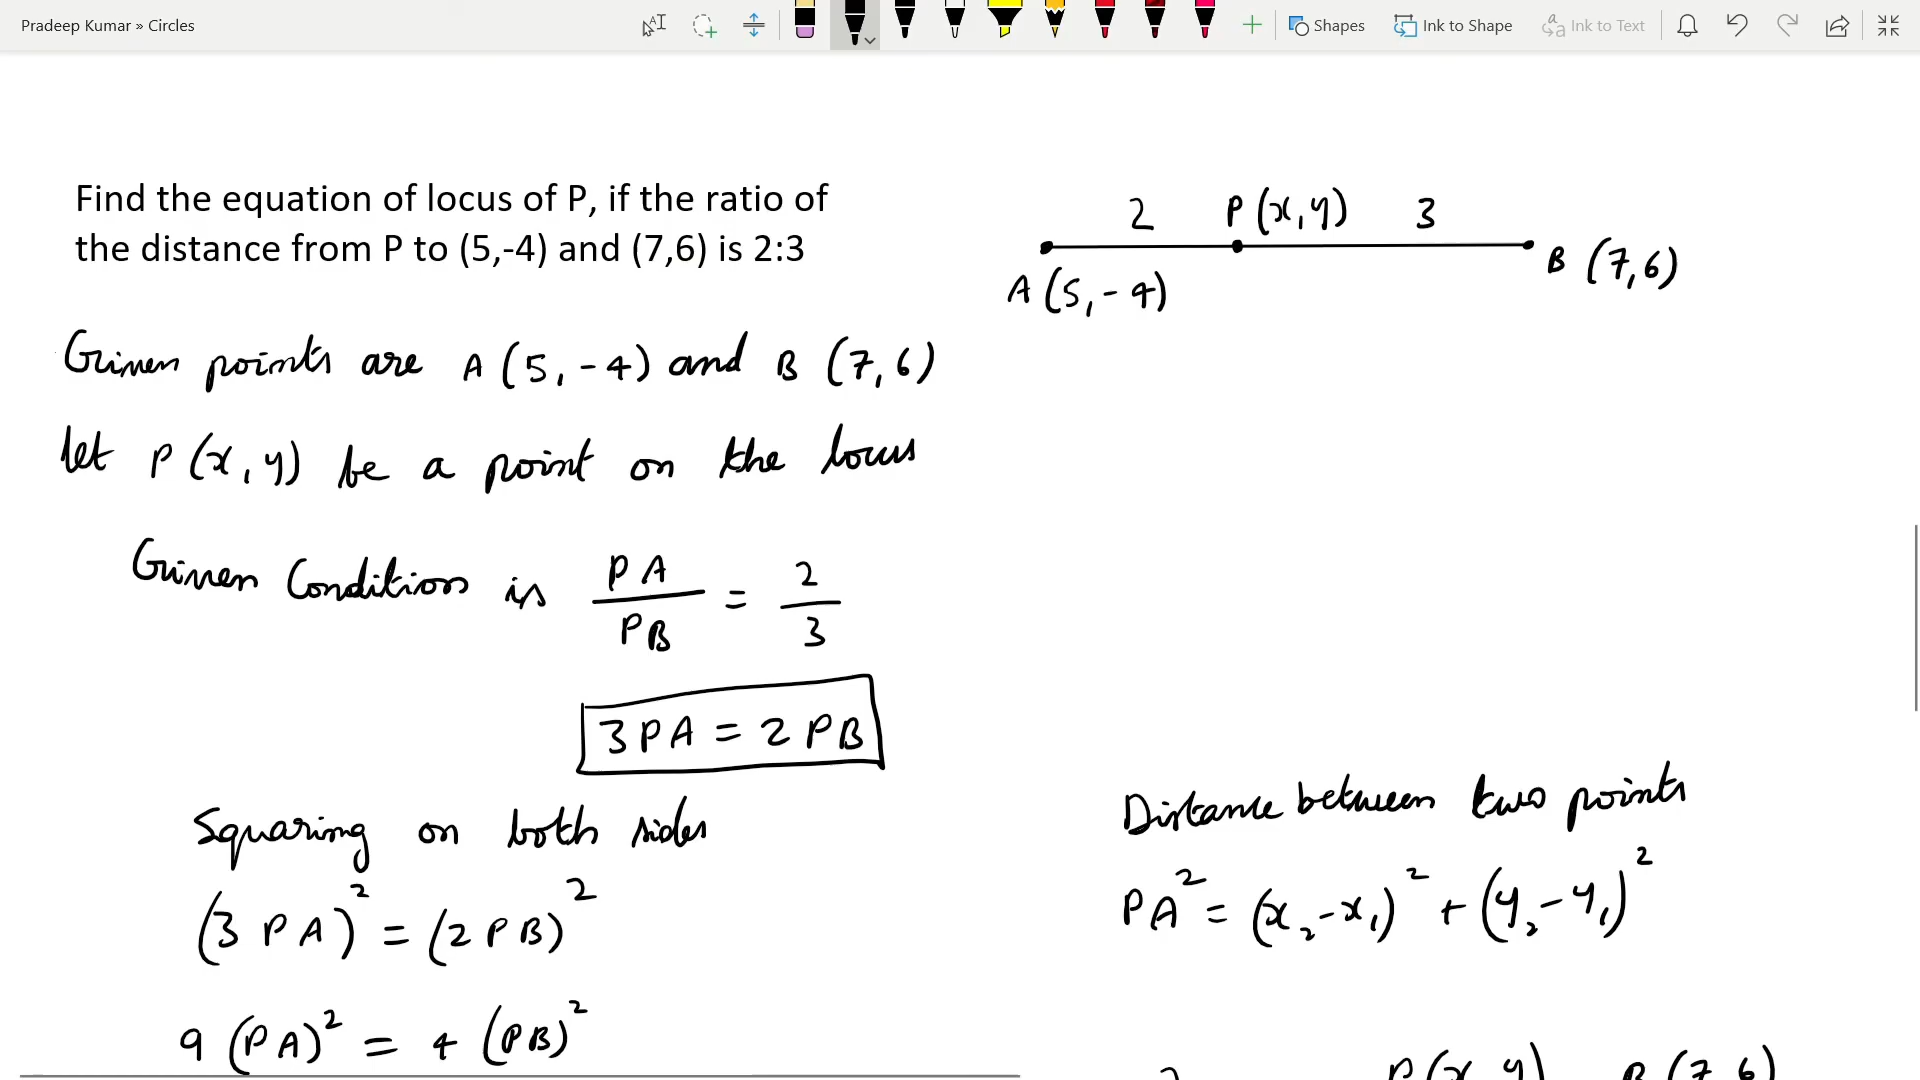 Pradeep Kumar » Circles
Shapes
Ink to Shape
Ink to Text
Find the equation of locus of P, if the ratio of
the distance from P to (5,-4) and (7,6) is 2:3
2 P(x,y) 3
A(5,-4)
B (7,6)
Given points are A(5,-4) and B (7,6)
let P(x,y) be a point on the locus
Given Condition is PA/PB = 2/3
3PA = 2PB
Squaring on both sides
(3PA)² = (2PB)²
9(PA)² = 4(PB)²
Distance between two points
PA² = (x₂-x₁)² + (y₂-y₁)²
P(x y) B(7,6)